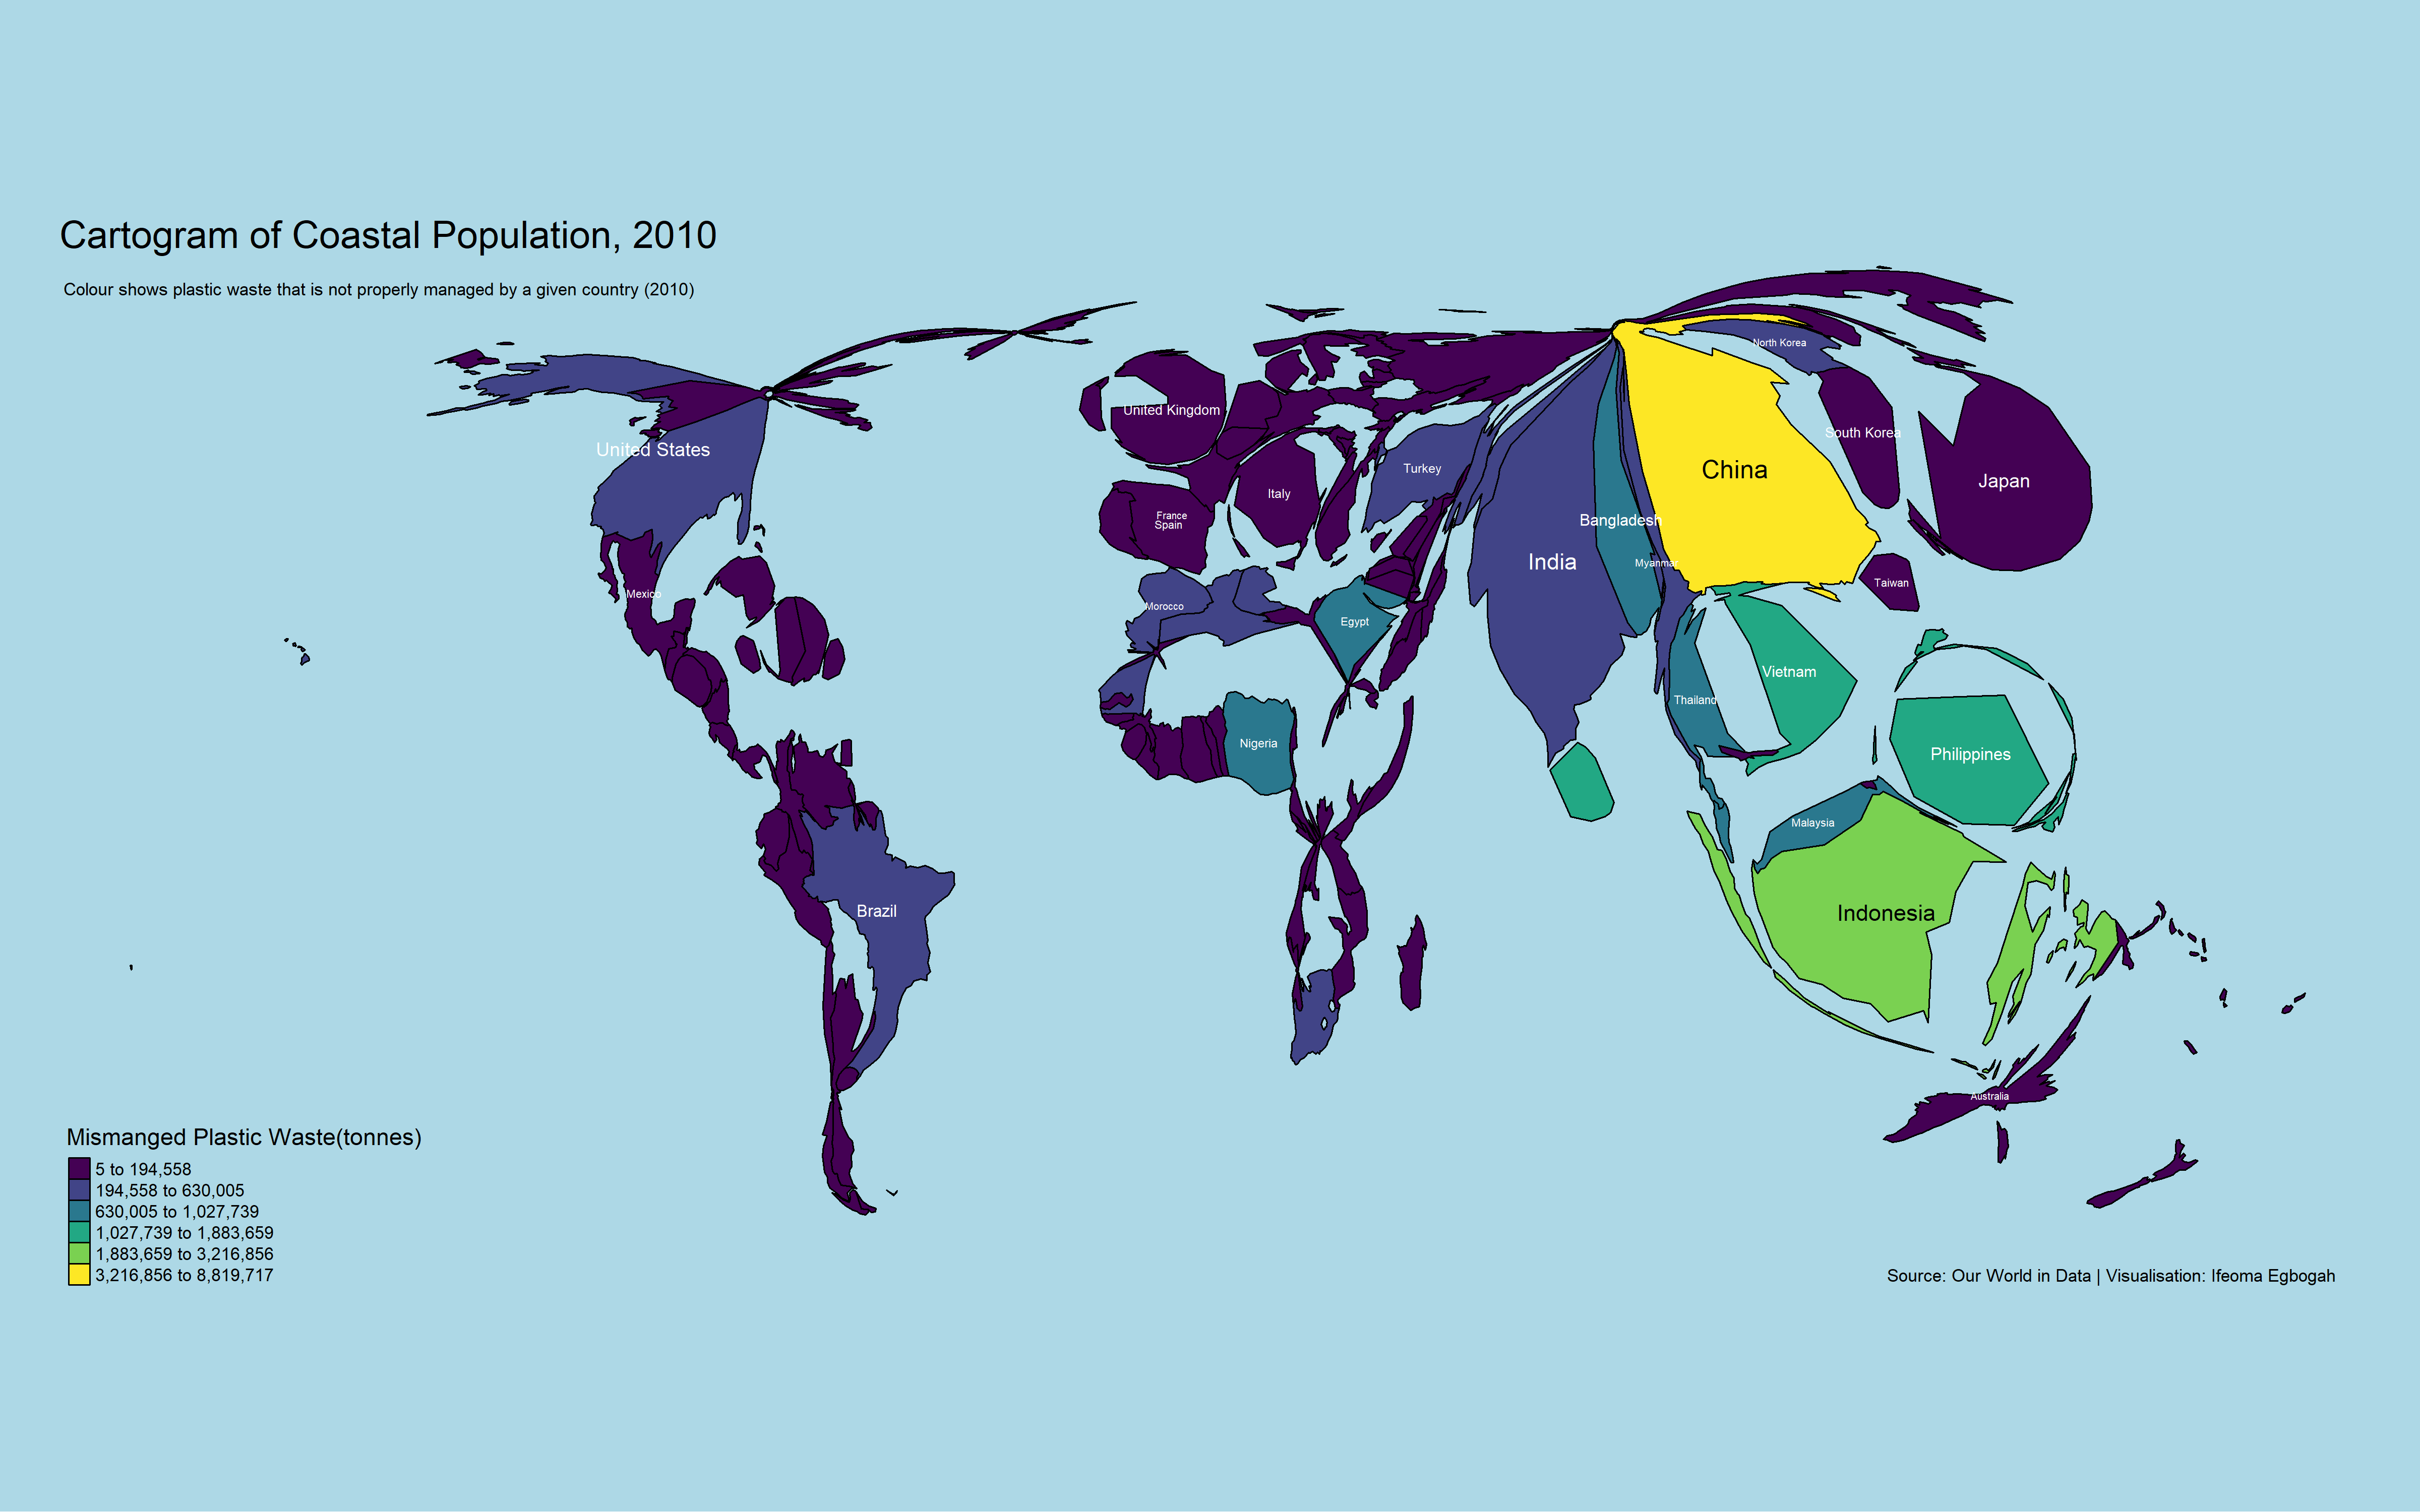 Cartogram of Coastal Population, 2010
Colour shows plastic waste that is not properly managed by a given country (2010)
North Korea
United Kingdom
South Korea
United States
Turkey
China
Japan
Italy
France
Spain
Bangladesh
India
Myanmar
Taiwan
Mexico
Morocco
Egypt
Vietnam
Thailand
Nigeria
Philippines
Malaysia
Brazil
Indonesia
Australia
Mismanged Plastic Waste(tonnes)
5 to 194,558
194,558 to 630,005
630,005 to 1,027,739
1,027,739 to 1,883,659
1,883,659 to 3,216,856
3,216,856 to 8,819,717
Source: Our World in Data | Visualisation: Ifeoma Egbogah